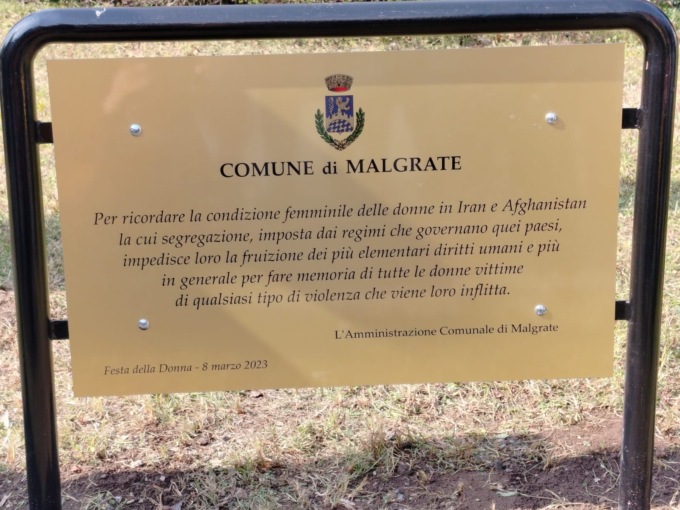 COMUNE di MALGRATE
Per ricordare la condizione femminile delle donne in Iran e Afghanistan
la cui segregazione, imposta dai regimi che governano quei paesi,
impedisce loro la fruizione dei più elementari diritti umani e più
in generale per fare memoria di tutte le donne vittime
di qualsiasi tipo di violenza che viene loro inflitta.
L'Amministrazione Comunale di Malgrate
Festa della Donna - 8 marzo 2023